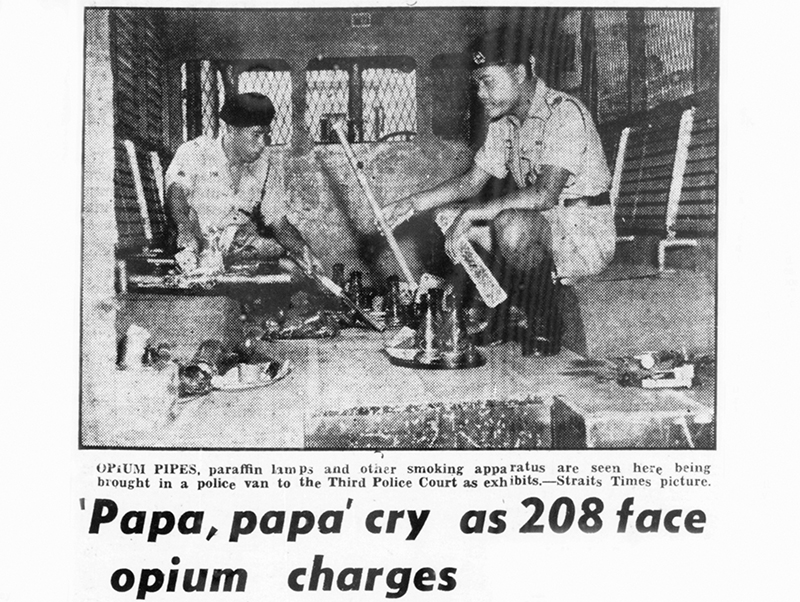 OPIUM PIPES, paraffin lamps and other smoking apparatus are seen here being
brought in a police van to the Third Police Court as exhibits.—Straits Times picture.
'Papa, papa' cry as 208 face
opium charges